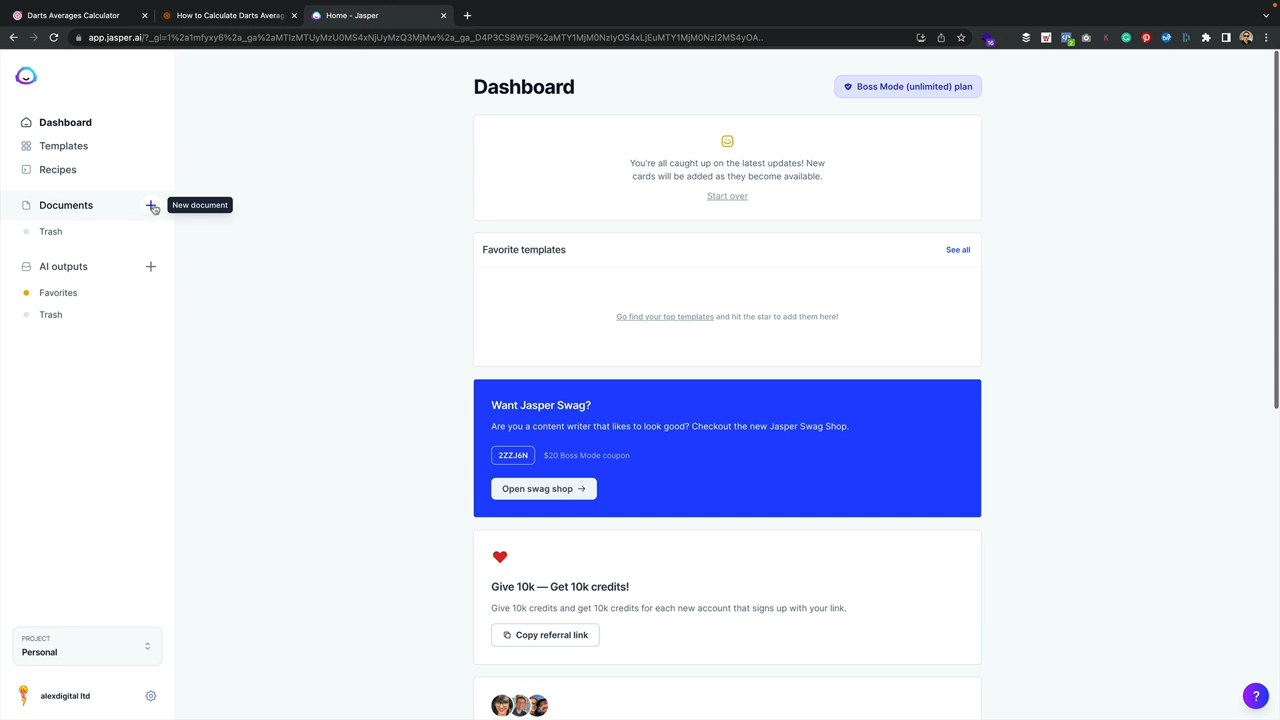 Darts Averages Calculator
How to Calculate Darts Averag
Home - Jasper
app.jasper.ai/?_gl=1%2a1mfyxy6%2a_ga%2aMTIzMTUyMzU0MS4xNjUyMzQ3MjMw%2a_ga_D4P3CS8W5P%2aMTY1MjM0NzIyOS4xLjEuMTY1MjM0NzI2MS4yOA..
Dashboard
Templates
Recipes
Documents
New document
Trash
AI outputs
Favorites
Trash
PROJECT
Personal
alexdigital ltd
Dashboard
Boss Mode (unlimited) plan
You're all caught up on the latest updates! New
cards will be added as they become available.
Start over
Favorite templates
See all
Go find your top templates and hit the star to add them here!
Want Jasper Swag?
Are you a content writer that likes to look good? Checkout the new Jasper Swag Shop.
2ZZJ6N $20 Boss Mode coupon
Open swag shop →
Give 10k — Get 10k credits!
Give 10k credits and get 10k credits for each new account that signs up with your link.
Copy referral link
?